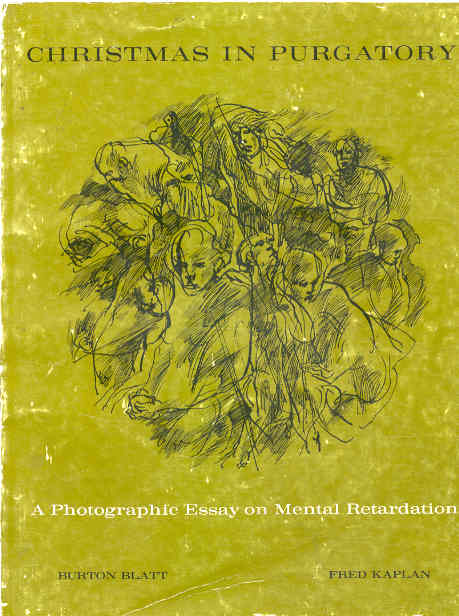 CHRISTMAS IN PURGATORY
A Photographic Essay on Mental Retardation
BURTON BLATT FRED KAPLAN